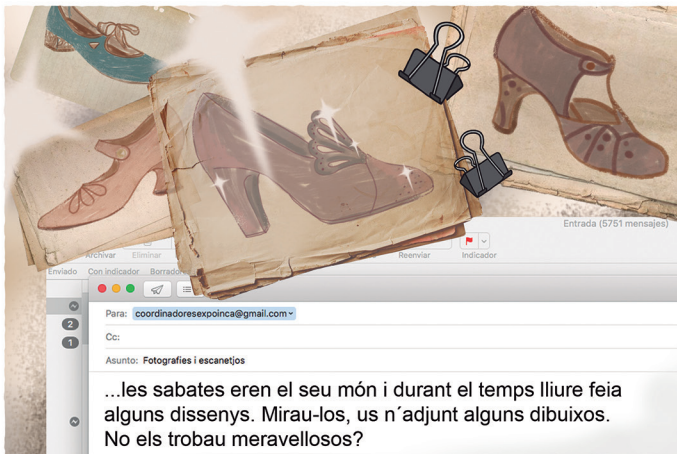 Entrada (5751 mensajes)
Archivar Eliminar Reenviar Indicador
Enviado Con indicador Borradore
Para: coordinadoresexpoinca@gmail.com
2
Cc:
1
Asunto: Fotografies i escanetjos
...les sabates eren el seu món i durant el temps lliure feia
alguns dissenys. Mirau-los, us n´adjunt alguns dibuixos.
No els trobau meravellosos?